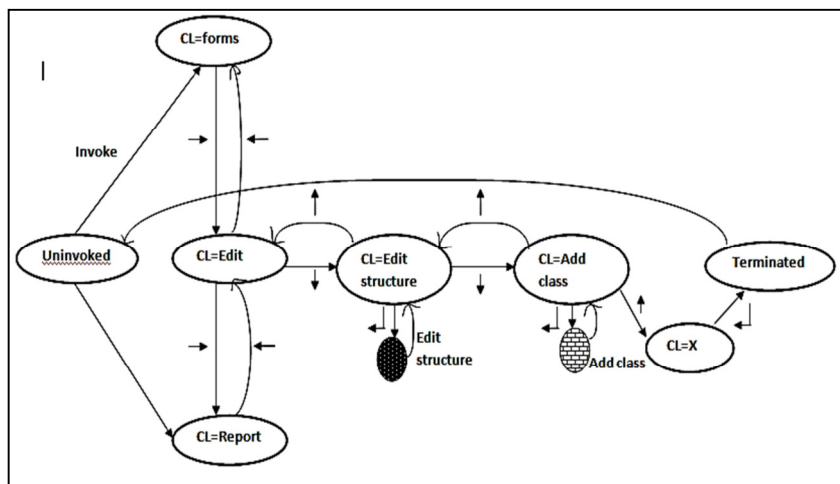 CL=forms
Invoke
Uninvoked
CL=Edit
CL=Edit
structure
CL=Add
class
Terminated
Edit
structure
Add class
CL=X
CL=Report